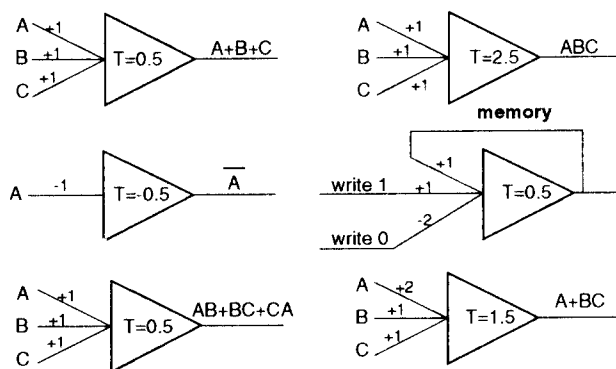 A +1
B +1 T=0.5 A+B+C
C +1
A +1
B +1 T=2.5 ABC
C +1
A -1 T=-0.5 A̅
memory
+1
write 1 +1 T=0.5
write 0 -2
A +1
B +1 T=0.5 AB+BC+CA
C +1
A +2
B +1 T=1.5 A+BC
C +1